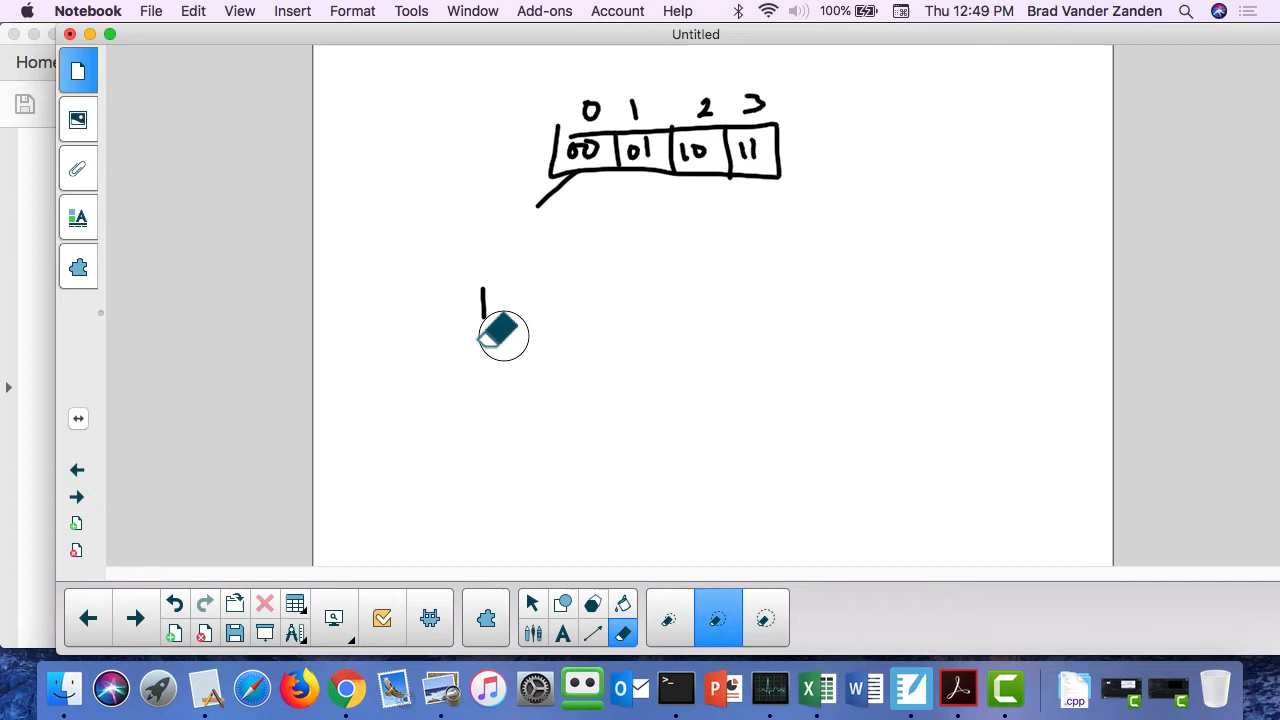 Notebook File Edit View Insert Format Tools Window Add-ons Account Help 100% Thu 12:49 PM Brad Vander Zanden
Untitled
Home
0 1 2 3
00 01 10 11
.cpp